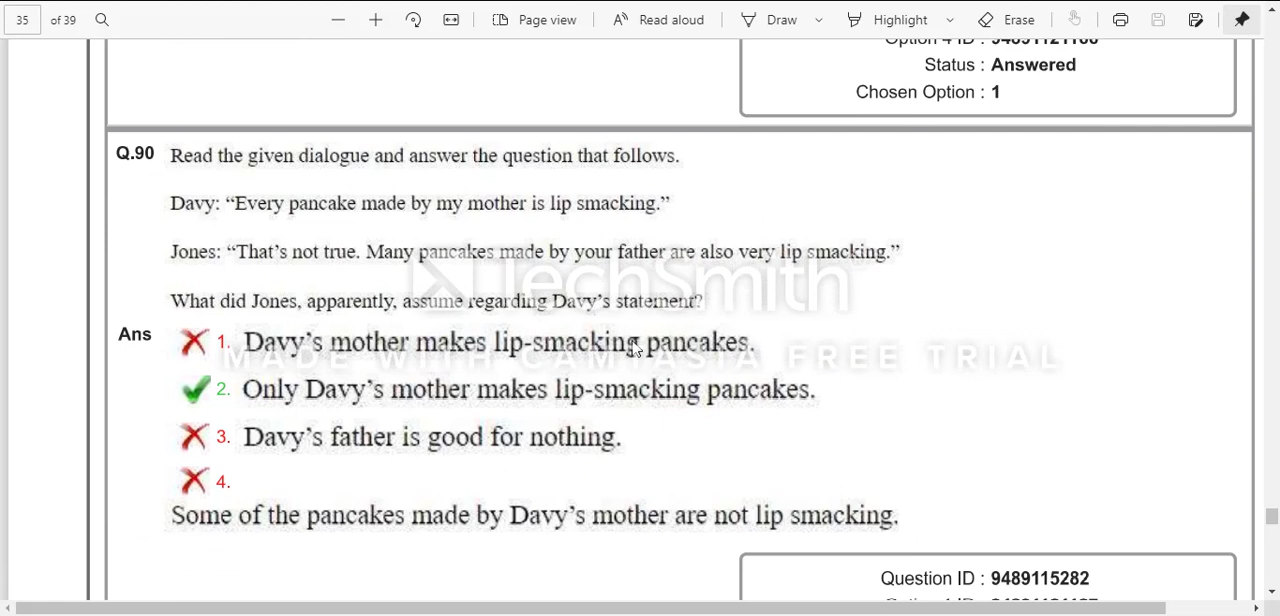 35 of 39 Page view Read aloud Draw Highlight Erase
Status : Answered
Chosen Option : 1
Q.90 Read the given dialogue and answer the question that follows.
Davy: “Every pancake made by my mother is lip smacking.”
Jones: “That’s not true. Many pancakes made by your father are also very lip smacking.”
TechSmith
What did Jones, apparently, assume regarding Davy’s statement?
Ans 1. Davy’s mother makes lip-smacking pancakes.
MADE WITH CAMTASIA FREE TRIAL
2. Only Davy’s mother makes lip-smacking pancakes.
3. Davy’s father is good for nothing.
4.
Some of the pancakes made by Davy’s mother are not lip smacking.
Question ID : 9489115282